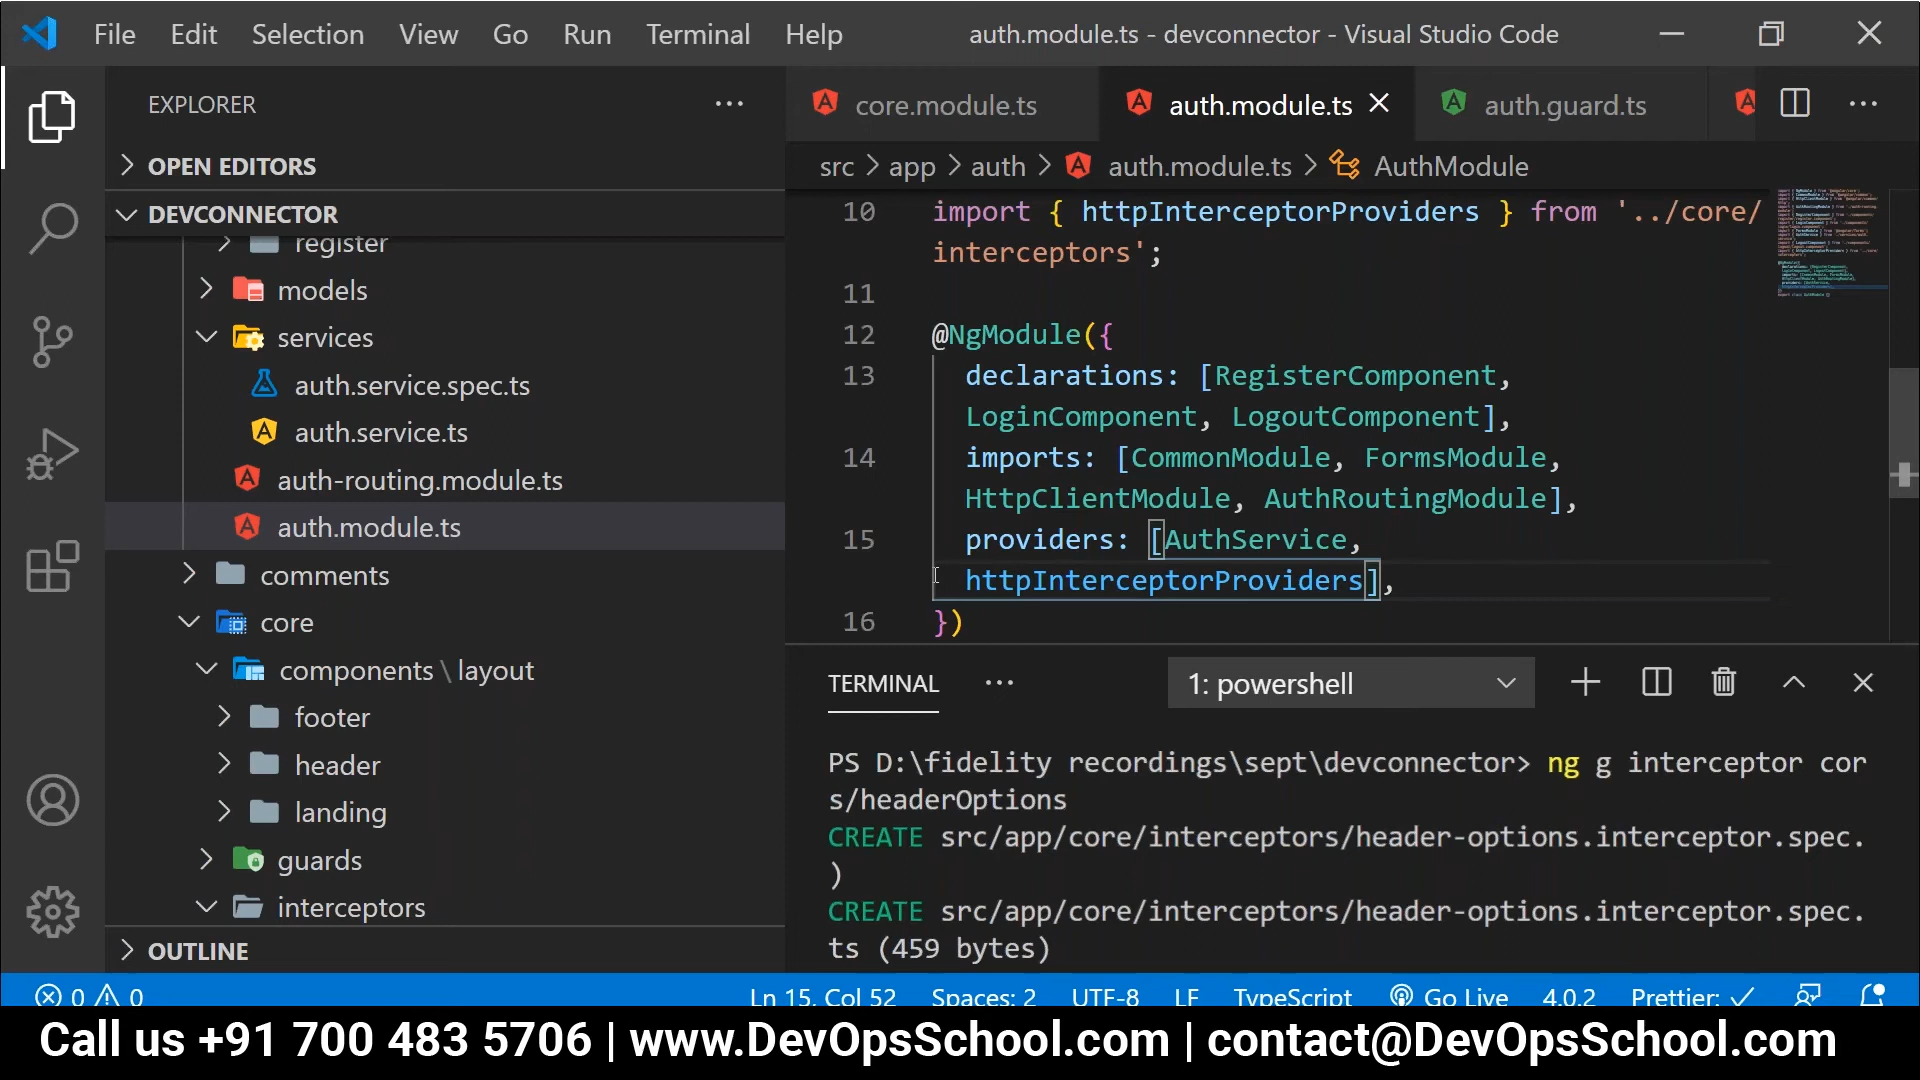 File Edit Selection View Go Run Terminal Help auth.module.ts - devconnector - Visual Studio Code
EXPLORER
core.module.ts auth.module.ts auth.guard.ts
OPEN EDITORS
src > app > auth > auth.module.ts > AuthModule
DEVCONNECTOR
register
models
services
auth.service.spec.ts
auth.service.ts
auth-routing.module.ts
auth.module.ts
comments
core
components \ layout
footer
header
landing
guards
interceptors
OUTLINE
10 import { httpInterceptorProviders } from '../core/
interceptors';
11
12 @NgModule({
13 declarations: [RegisterComponent,
LoginComponent, LogoutComponent],
14 imports: [CommonModule, FormsModule,
HttpClientModule, AuthRoutingModule],
15 providers: [AuthService,
httpInterceptorProviders],
16 })
TERMINAL 1: powershell
PS D:\fidelity recordings\sept\devconnector> ng g interceptor cor
s/headerOptions
CREATE src/app/core/interceptors/header-options.interceptor.spec.
)
CREATE src/app/core/interceptors/header-options.interceptor.spec.
ts (459 bytes)
0 0 Ln 15, Col 52 Spaces: 2 UTF-8 LF TypeScript Go Live 4.0.2 Prettier: ✓
Call us +91 700 483 5706 | www.DevOpsSchool.com | contact@DevOpsSchool.com